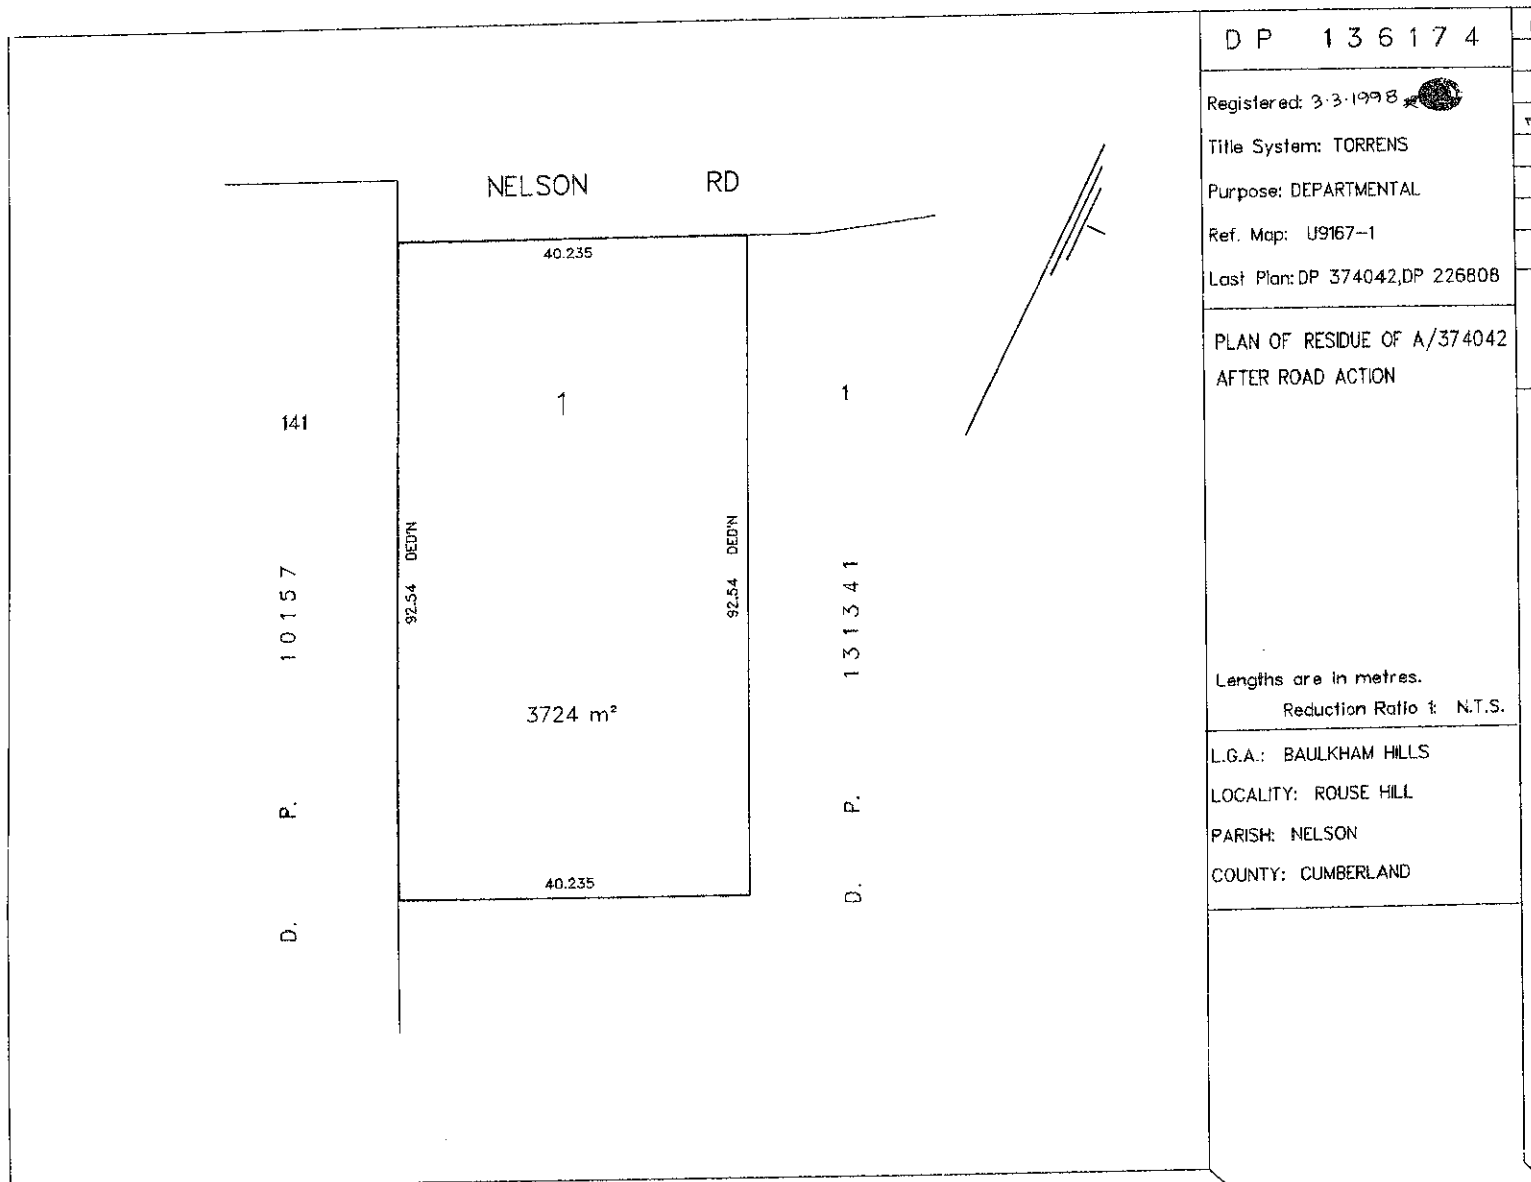 DP 136174
Registered: 3·3·1998
Title System: TORRENS
Purpose: DEPARTMENTAL
Ref. Map: U9167-1
Last Plan: DP 374042, DP 226808
PLAN OF RESIDUE OF A/374042
AFTER ROAD ACTION
Lengths are in metres.
Reduction Ratio 1: N.T.S.
L.G.A.: BAULKHAM HILLS
LOCALITY: ROUSE HILL
PARISH: NELSON
COUNTY: CUMBERLAND
NELSON RD
40.235
1
1
141
92.54 DED'N
92.54 DED'N
D. P. 10157
D. P. 131341
3724 m²
40.235